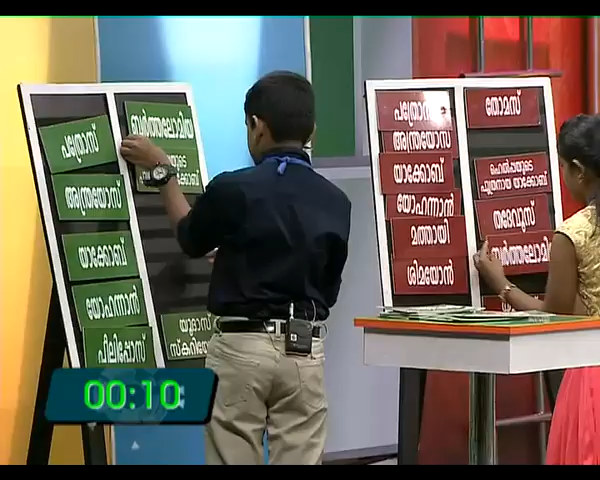 പത്രോസ്
അന്ത്രയോസ്
യാക്കോബ്
യോഹന്നാൻ
പീലിപ്പോസ്
ബർത്തലോമിയ
യൂദാസ്
സ്കറിയ
പത്രോസ്
അന്ത്രയോസ്
യാക്കോബ്
യോഹന്നാൻ
മത്തായി
ശിമയോൻ
തോമസ്
പുത്രനായ യാക്കോബ്
തദേവൂസ്
ബർത്തലോമി
00:10